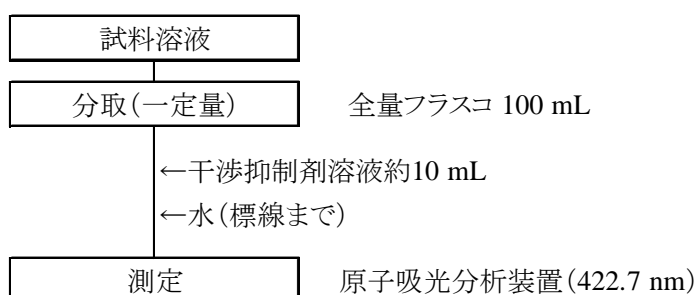 試料溶液
分取(一定量) 全量フラスコ 100 mL
←干渉抑制剤溶液約10 mL
←水(標線まで)
測定 原子吸光分析装置(422.7 nm)